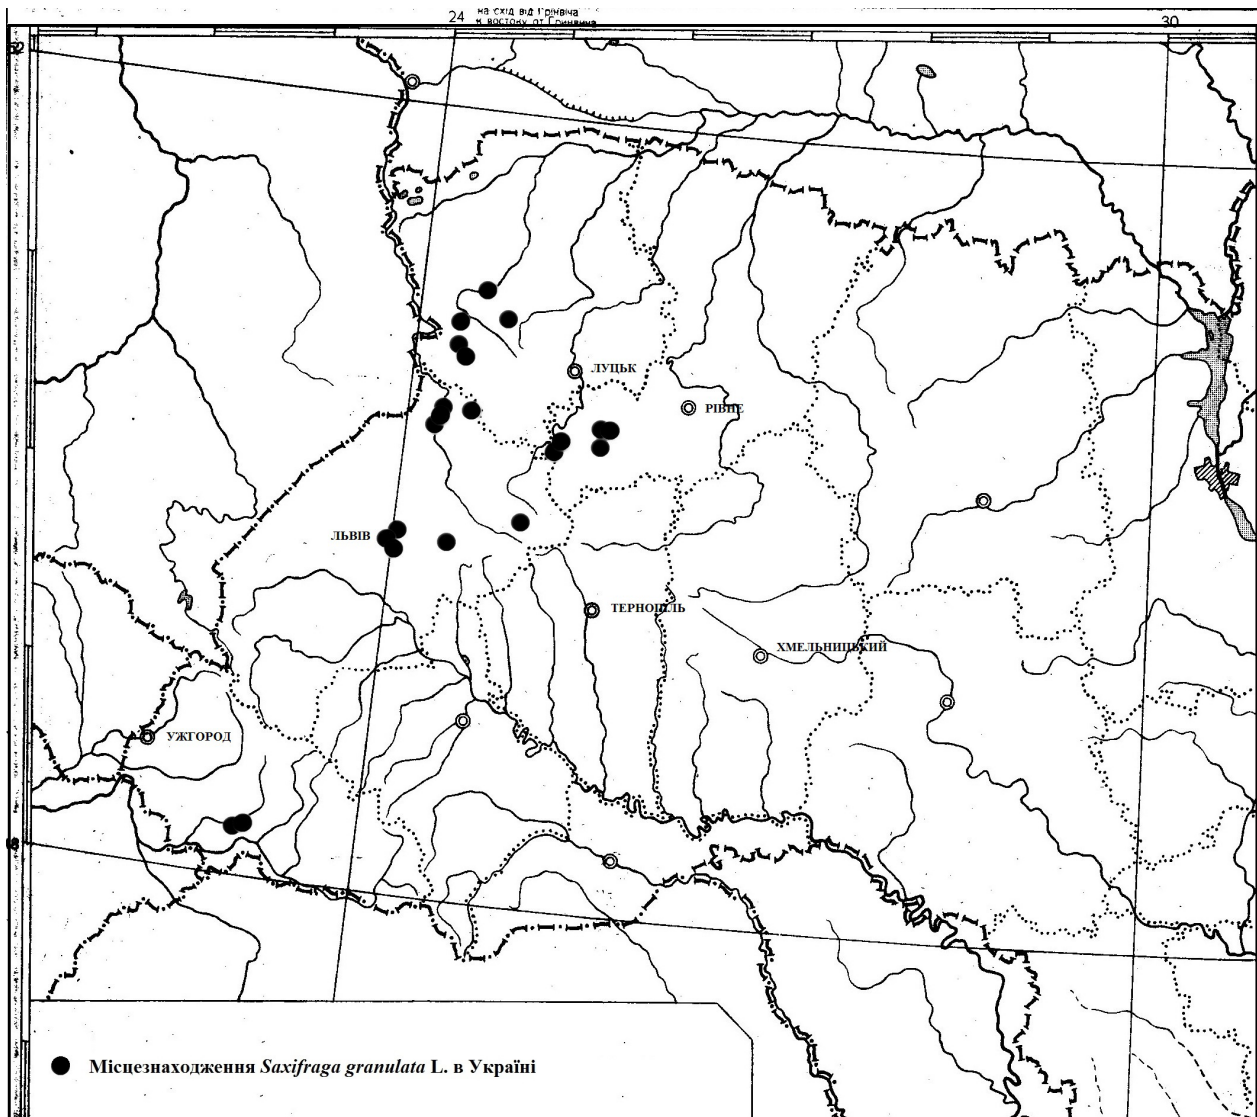 на схід від Грінвіча
24
к востоку от Гринвича
30
ЛУЦЬК
РІВНЕ
ЛЬВІВ
ТЕРНОПІЛЬ
ХМЕЛЬНИЦЬКИЙ
УЖГОРОД
Місцезнаходження Saxifraga granulata L. в Україні